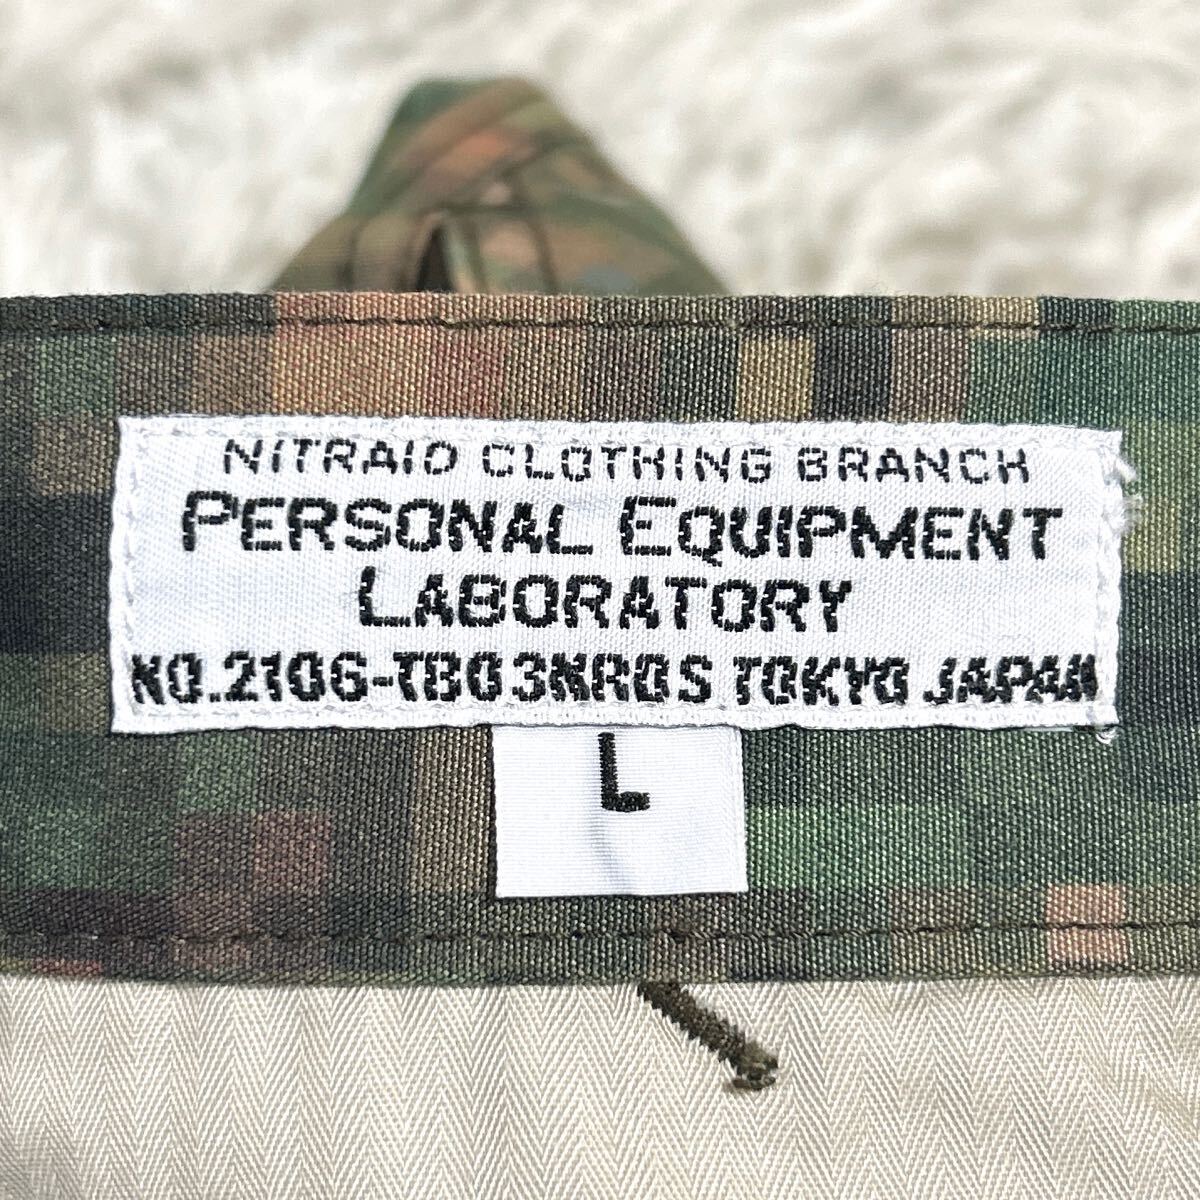 NITRAID CLOTHING BRANCH
PERSONAL EQUIPMENT
LABORATORY
NO.2106-TB03NRDS TOKYO JAPAN
L